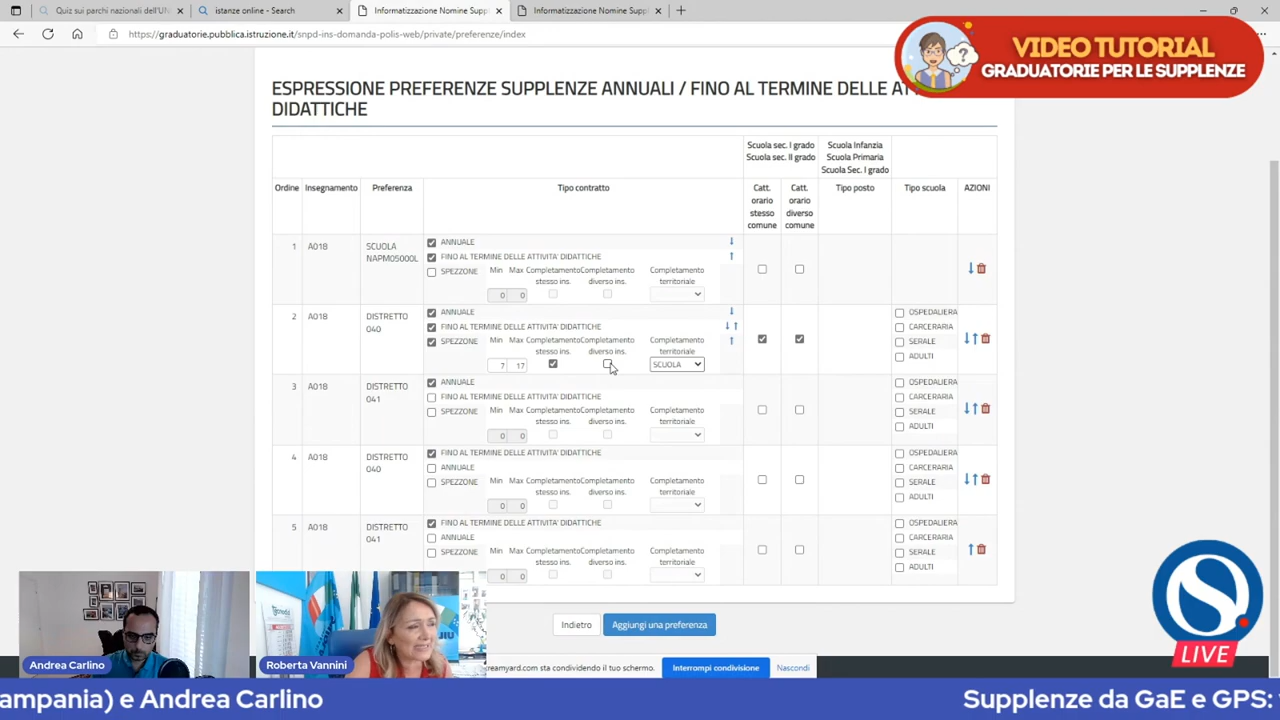 Quiz sui parchi nazionali dell'U
istanze online - Search
Informatizzazione Nomine Suppl
Informatizzazione Nomine Suppl
https://graduatorie.pubblica.istruzione.it/snpd-ins-domanda-polis-web/private/preferenze/index
VIDEO TUTORIAL
GRADUATORIE PER LE SUPPLENZE
ESPRESSIONE PREFERENZE SUPPLENZE ANNUALI / FINO AL TERMINE DELLE
DIDATTICHE
Scuola sec. I grado
Scuola sec. II grado
Scuola Infanzia
Scuola Primaria
Scuola Sec. I grado
Ordine Insegnamento Preferenza Tipo contratto Catt. orario stesso comune Catt. orario diverso comune Tipo posto Tipo scuola AZIONI
1 A018 SCUOLA NAPM05000L
ANNUALE
FINO AL TERMINE DELLE ATTIVITA' DIDATTICHE
SPEZZONE Min Max Completamento stesso ins. Completamento diverso ins. Completamento territoriale
0 0
2 A018 DISTRETTO 040
ANNUALE
FINO AL TERMINE DELLE ATTIVITA' DIDATTICHE
SPEZZONE Min Max Completamento stesso ins. Completamento diverso ins. Completamento territoriale
7 17 SCUOLA
OSPEDALIERA
CARCERARIA
SERALE
ADULTI
3 A018 DISTRETTO 041
ANNUALE
FINO AL TERMINE DELLE ATTIVITA' DIDATTICHE
SPEZZONE Min Max Completamento stesso ins. Completamento diverso ins. Completamento territoriale
0 0
OSPEDALIERA
CARCERARIA
SERALE
ADULTI
4 A018 DISTRETTO 040
FINO AL TERMINE DELLE ATTIVITA' DIDATTICHE
ANNUALE
SPEZZONE Min Max Completamento stesso ins. Completamento diverso ins. Completamento territoriale
0 0
OSPEDALIERA
CARCERARIA
SERALE
ADULTI
5 A018 DISTRETTO 041
FINO AL TERMINE DELLE ATTIVITA' DIDATTICHE
ANNUALE
SPEZZONE Min Max Completamento stesso ins. Completamento diverso ins. Completamento territoriale
0 0
OSPEDALIERA
CARCERARIA
SERALE
ADULTI
Indietro
Aggiungi una preferenza
reamyard.com sta condividendo il tuo schermo.
Interrompi condivisione
Nascondi
Andrea Carlino
Roberta Vannini
S
LIVE
ampania) e Andrea Carlino
Supplenze da GaE e GPS: